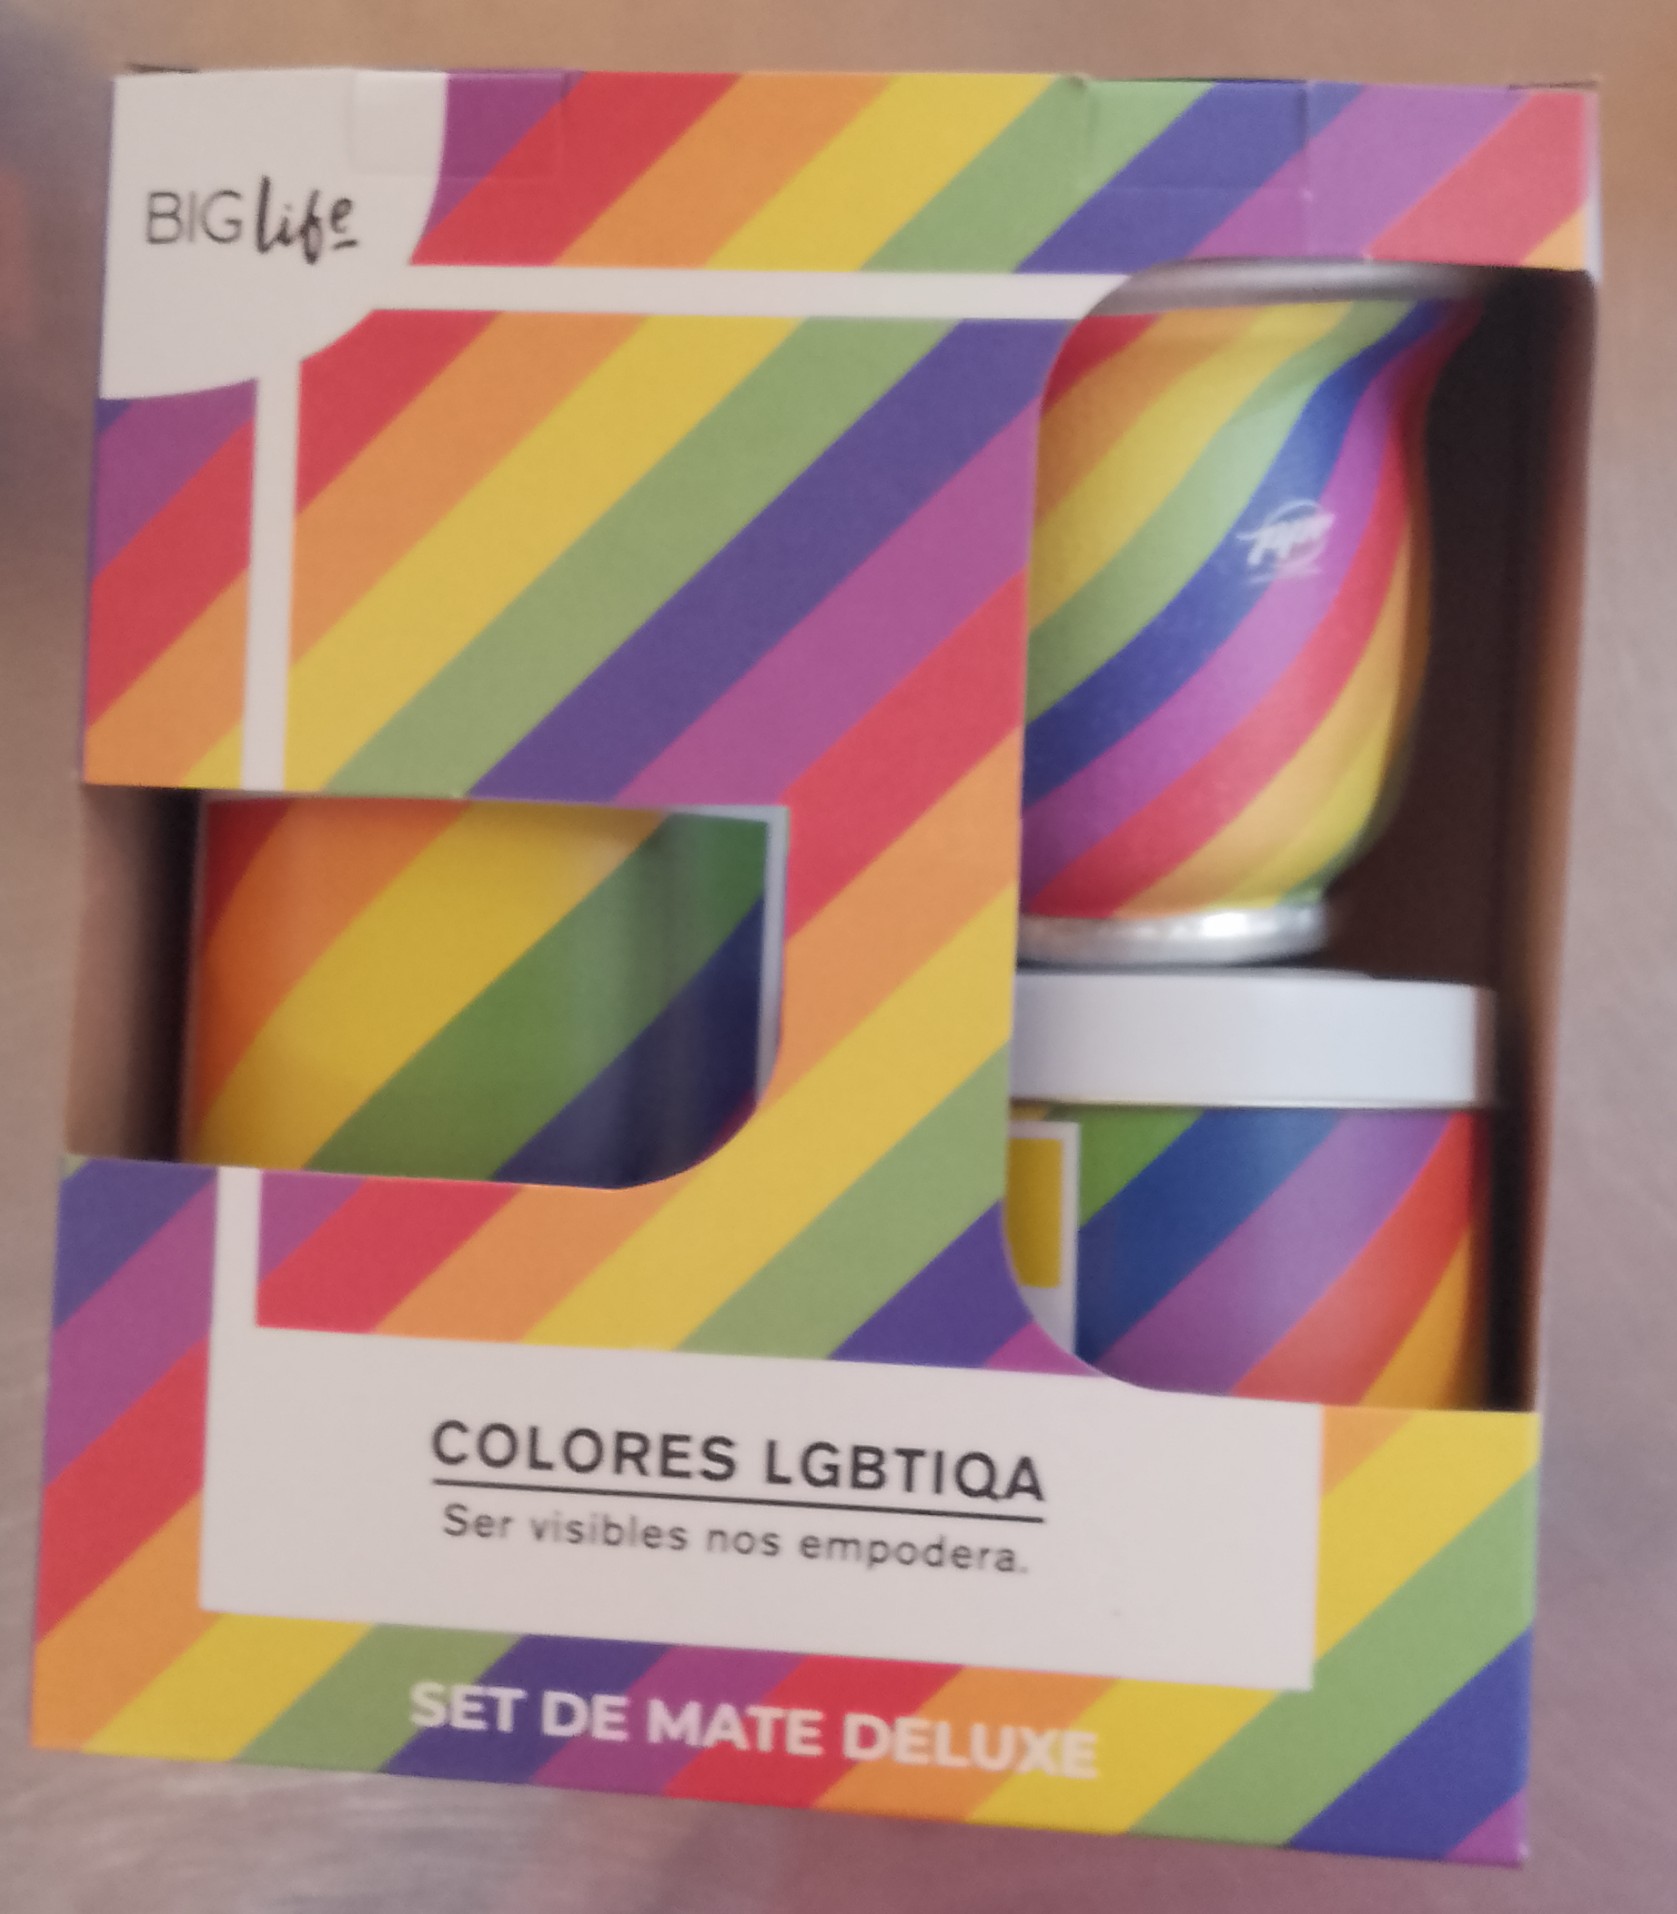 BIG life
COLORES LGBTIQA
Ser visibles nos empodera.
SET DE MATE DELUXE